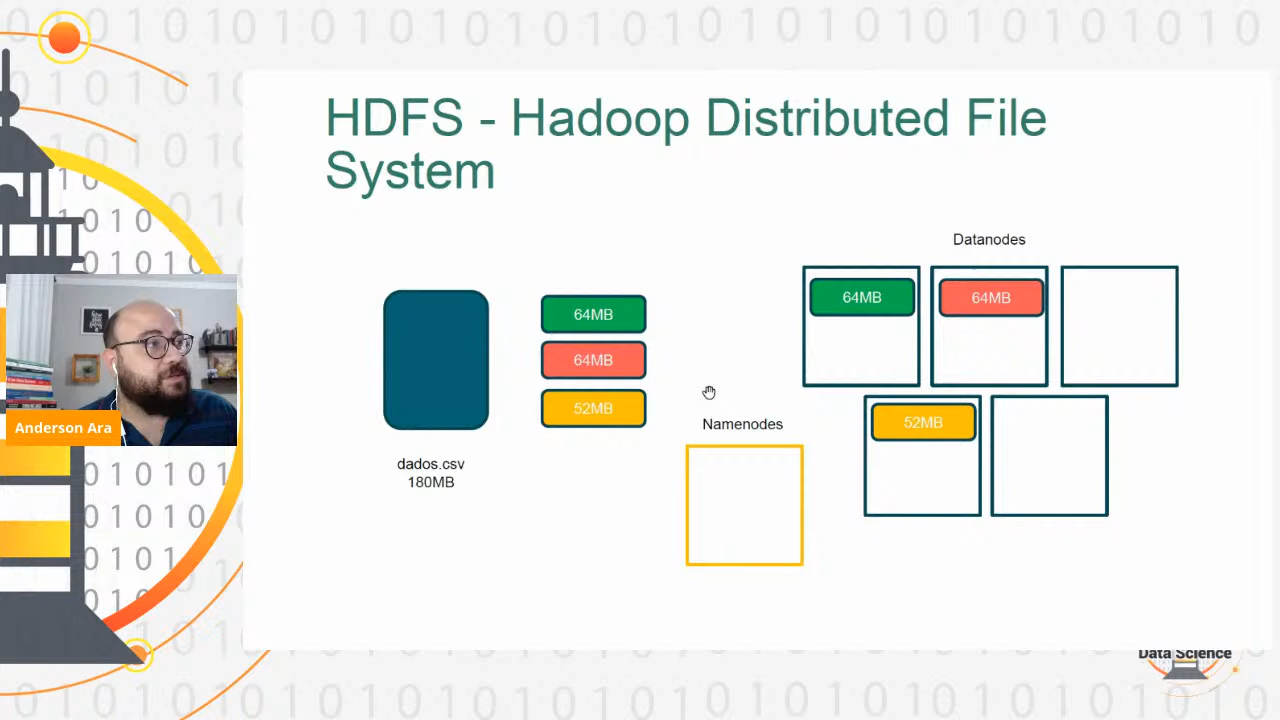 HDFS - Hadoop Distributed File
System
Datanodes
64MB
64MB
64MB
64MB
52MB
52MB
Namenodes
Anderson Ara
dados.csv
180MB
Data Science